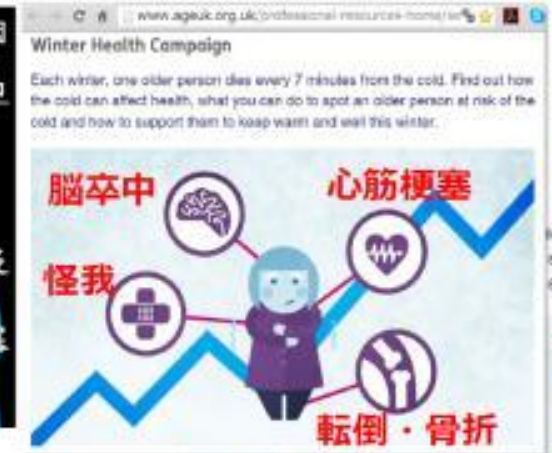 www.ageuk.org.uk/professional-resources-home/
Winter Health Campaign
Each winter, one older person dies every 7 minutes from the cold. Find out how
the cold can affect health, what you can do to spot an older person at risk of the
cold and how to support them to keep warm and well this winter.
脳卒中
心筋梗塞
怪我
転倒・骨折